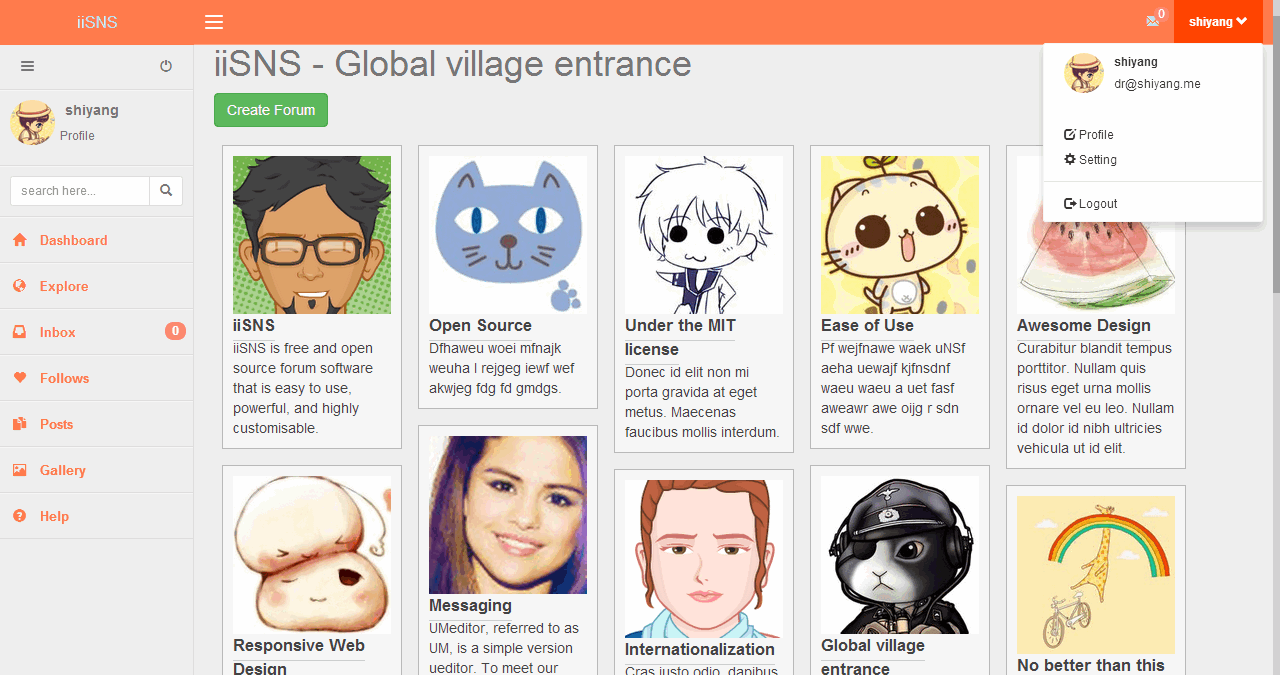 iiSNS
0
shiyang
shiyang
dr@shiyang.me
Profile
Setting
Logout
shiyang
Profile
search here...
Dashboard
Explore
Inbox
0
Follows
Posts
Gallery
Help
iiSNS - Global village entrance
Create Forum
iiSNS
iiSNS is free and open
source forum software
that is easy to use,
powerful, and highly
customisable.
Open Source
Dfhaweu woei mfnajk
weuha l rejgeg iewf wef
akwjeg fdg fd gmdgs.
Under the MIT
license
Donec id elit non mi
porta gravida at eget
metus. Maecenas
faucibus mollis interdum.
Ease of Use
Pf wejfnawe waek uNSf
aeha uewajf kjfnsdnf
waeu waeu a uet fasf
aweawr awe oijg r sdn
sdf wwe.
Awesome Design
Curabitur blandit tempus
porttitor. Nullam quis
risus eget urna mollis
ornare vel eu leo. Nullam
id dolor id nibh ultricies
vehicula ut id elit.
Responsive Web
Design
Messaging
UMeditor, referred to as
UM, is a simple version
ueditor. To meet our
Internationalization
Cras justo odio, dapibus
Global village
entrance
No better than this